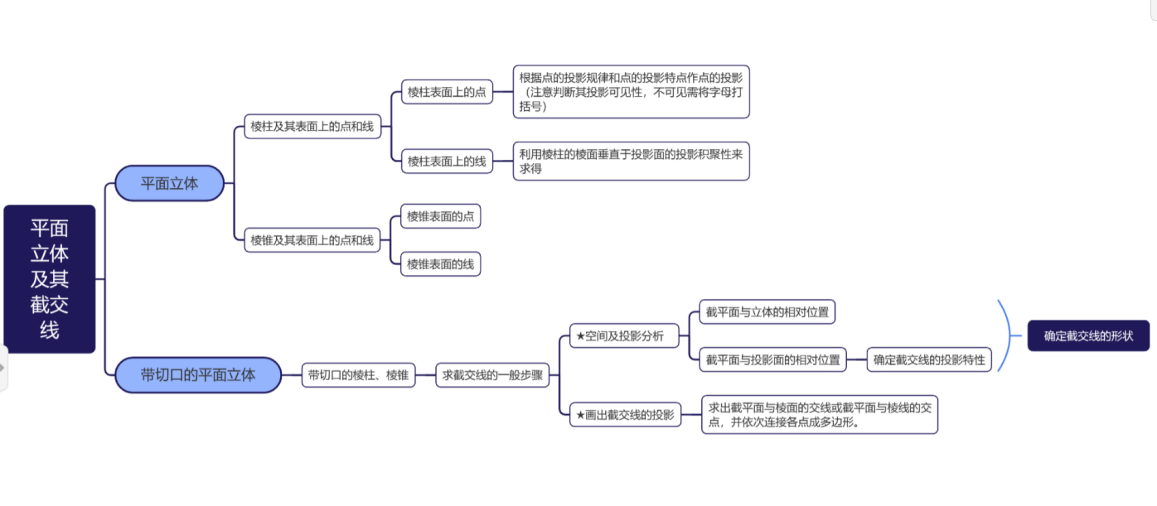 平面
立体
及其
截交
线
平面立体
棱柱及其表面上的点和线
棱柱表面上的点
根据点的投影规律和点的投影特点作点的投影
（注意判断其投影可见性，不可见需将字母打
括号）
棱柱表面上的线
利用棱柱的棱面垂直于投影面的投影积聚性来
求得
棱锥及其表面上的点和线
棱锥表面的点
棱锥表面的线
带切口的平面立体
带切口的棱柱、棱锥
求截交线的一般步骤
★空间及投影分析
截平面与立体的相对位置
截平面与投影面的相对位置
确定截交线的投影特性
确定截交线的形状
★画出截交线的投影
求出截平面与棱面的交线或截平面与棱线的交
点，并依次连接各点成多边形。